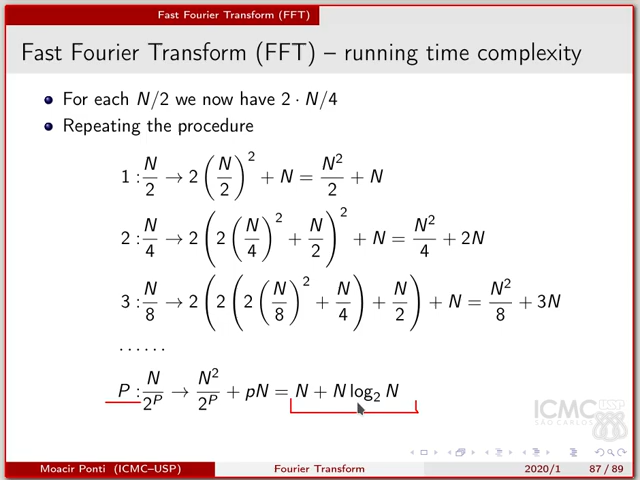 Fast Fourier Transform (FFT)
Fast Fourier Transform (FFT) – running time complexity
For each N/2 we now have 2 · N/4
Repeating the procedure
1 : N/2 → 2 (N/2)² + N = N²/2 + N
2 : N/4 → 2 (2 (N/4)² + N/2)² + N = N²/4 + 2N
3 : N/8 → 2 (2 (2 (N/8)² + N/4) + N/2) + N = N²/8 + 3N
......
P : N/2^P → N²/2^P + pN = N + N log₂ N
ICMC USP
SÃO CARLOS
Moacir Ponti (ICMC–USP) Fourier Transform 2020/1 87 / 89